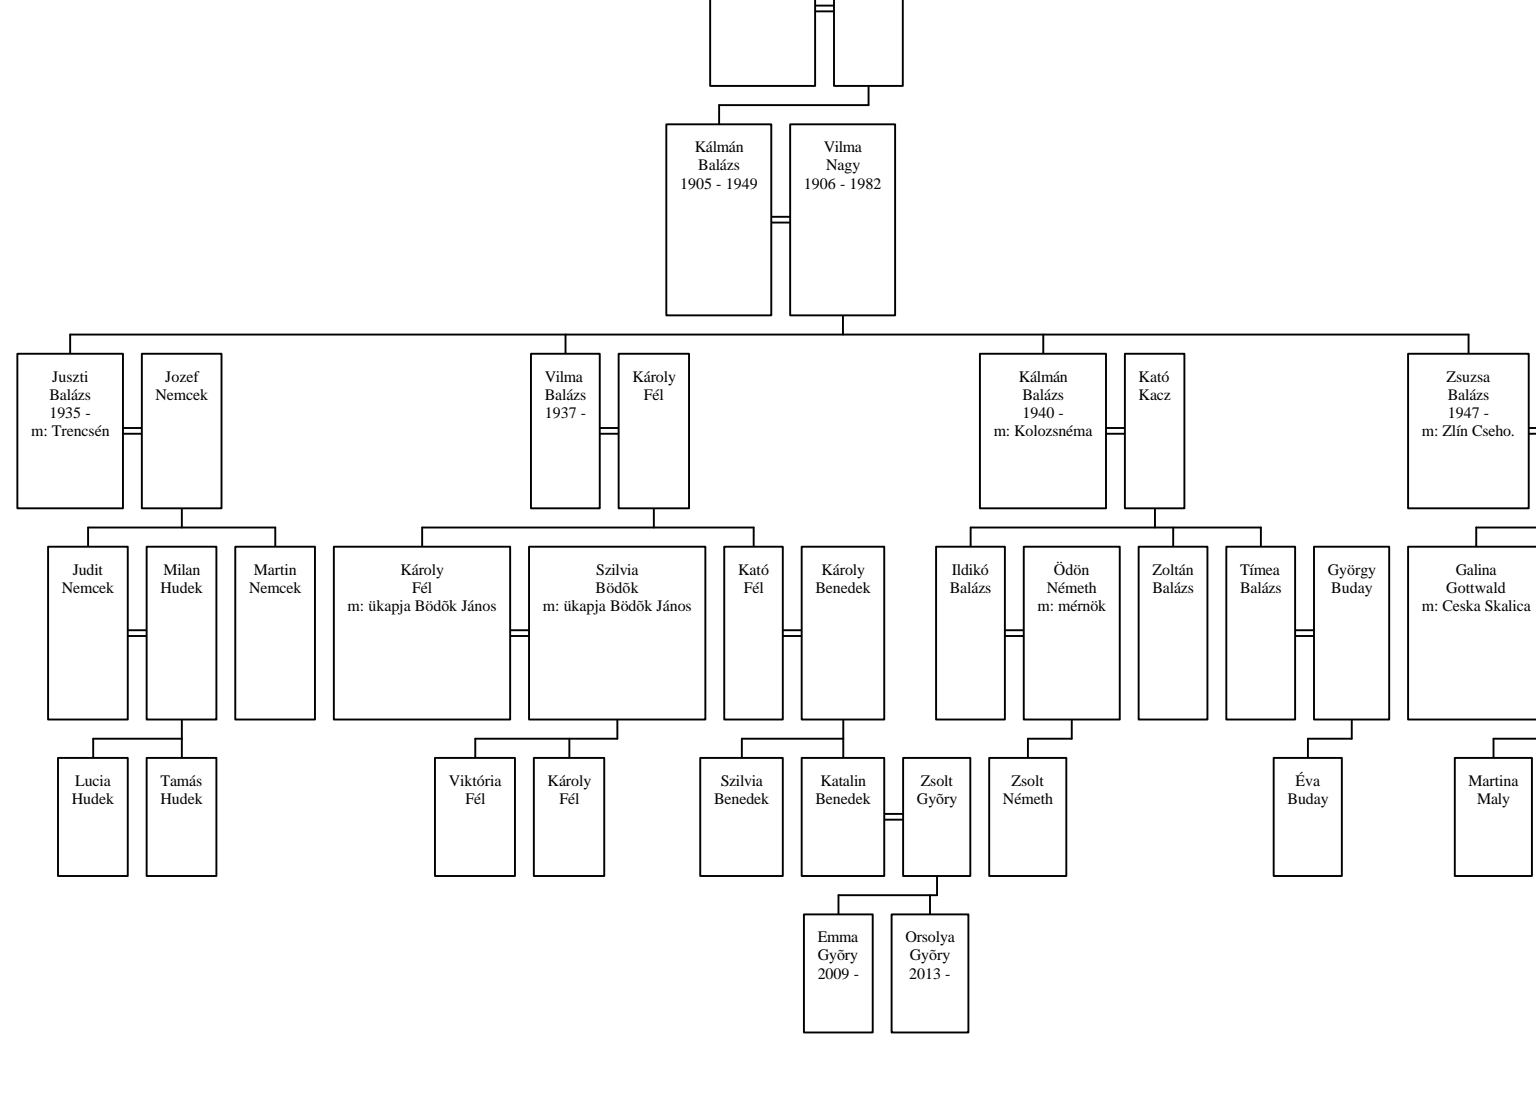 Kálmán
Balázs
1905 - 1949
Vilma
Nagy
1906 - 1982
Juszti
Balázs
1935 -
m: Trencsén
Jozef
Nemcek
Vilma
Balázs
1937 -
Károly
Fél
Kálmán
Balázs
1940 -
m: Kolozsnéma
Kató
Kacz
Zsuzsa
Balázs
1947 -
m: Zlín Cseho.
Judit
Nemcek
Milan
Hudek
Martin
Nemcek
Károly
Fél
m: ükapja Bödõk János
Szilvia
Bödõk
m: ükapja Bödõk János
Kató
Fél
Károly
Benedek
Ildikó
Balázs
Ödön
Németh
m: mérnök
Zoltán
Balázs
Tímea
Balázs
György
Buday
Galina
Gottwald
m: Ceska Skalica
Lucia
Hudek
Tamás
Hudek
Viktória
Fél
Károly
Fél
Szilvia
Benedek
Katalin
Benedek
Zsolt
Gyõry
Zsolt
Németh
Éva
Buday
Martina
Maly
Emma
Gyõry
2009 -
Orsolya
Gyõry
2013 -